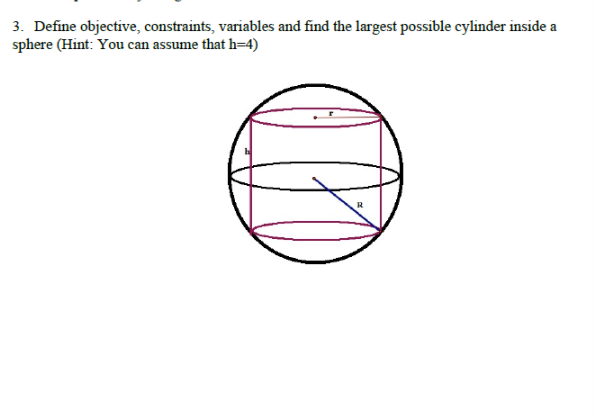 3. Define objective, constraints, variables and find the largest possible cylinder inside a
sphere (Hint: You can assume that h=4)
r
h
R